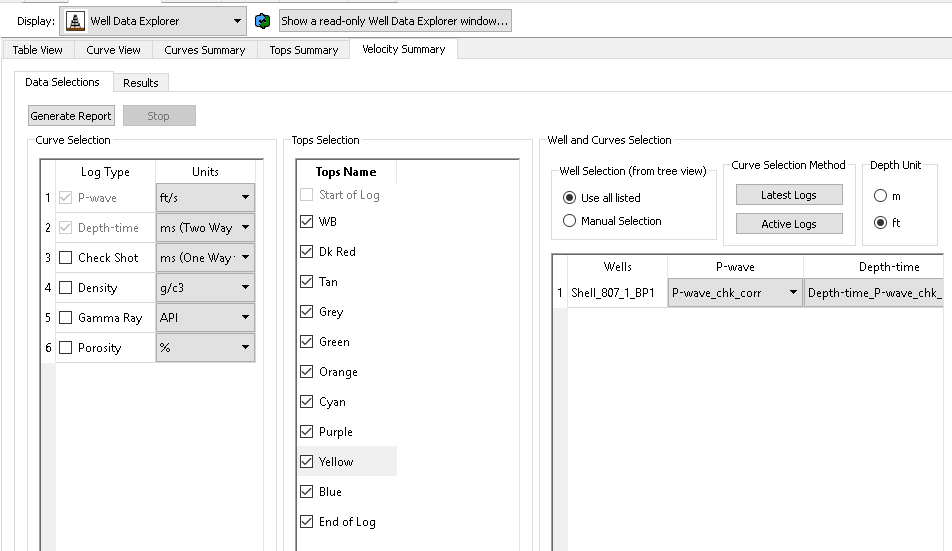 Display: Well Data Explorer Show a read-only Well Data Explorer window...
Table View Curve View Curves Summary Tops Summary Velocity Summary
Data Selections Results
Generate Report Stop
Curve Selection
Log Type Units
1 P-wave ft/s
2 Depth-time ms (Two Way
3 Check Shot ms (One Way
4 Density g/c3
5 Gamma Ray API
6 Porosity %
Tops Selection
Tops Name
Start of Log
WB
Dk Red
Tan
Grey
Green
Orange
Cyan
Purple
Yellow
Blue
End of Log
Well and Curves Selection
Well Selection (from tree view)
Use all listed
Manual Selection
Curve Selection Method
Latest Logs
Active Logs
Depth Unit
m
ft
Wells P-wave Depth-time
1 Shell_807_1_BP1 P-wave_chk_corr Depth-time_P-wave_chk_